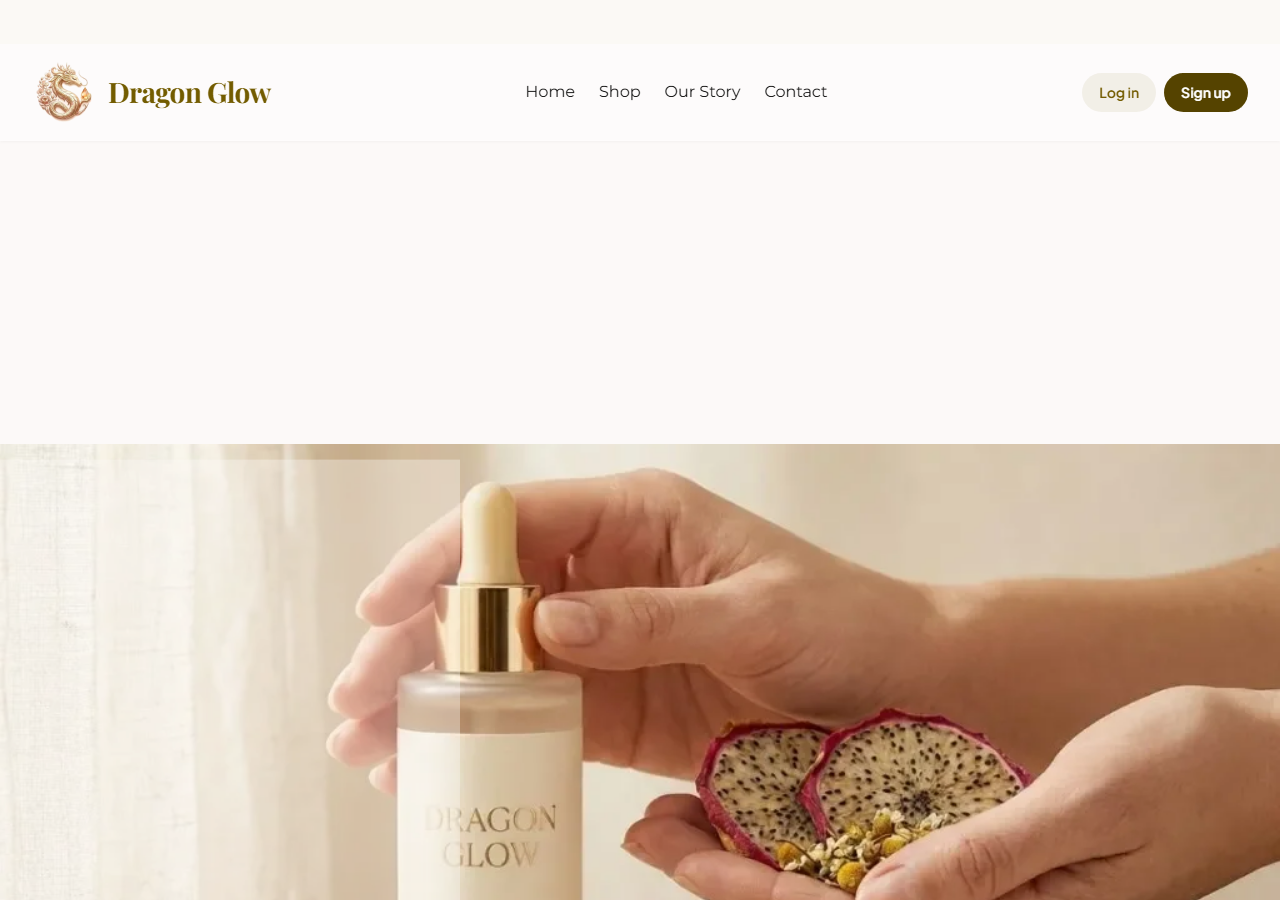 Dragon Glow
Home
Shop
Our Story
Contact
Log in
Sign up
DRAGON
GLOW